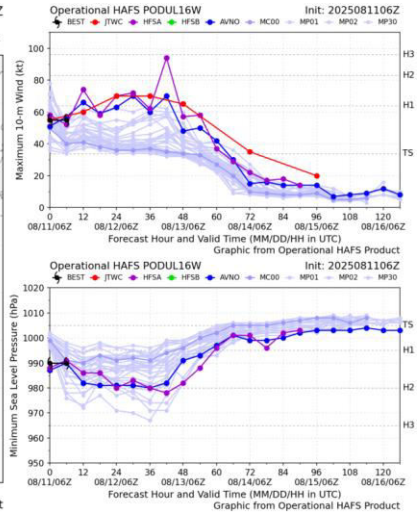 Z
Operational HAFS PODUL16W Init: 2025081106Z
BEST JTWC HFSA HFSB AVNO MC00 MP01 MP02 MP30
Maximum 10-m Wind (kt)
100
80
60
40
20
0
H3
H2
H1
TS
0 12 24 36 48 60 72 84 96 108 120
08/11/06Z 08/12/06Z 08/13/06Z 08/14/06Z 08/15/06Z 08/16/06Z
Forecast Hour and Valid Time (MM/DD/HH in UTC)
Graphic from Operational HAFS Product
Operational HAFS PODUL16W Init: 2025081106Z
BEST JTWC HFSA HFSB AVNO MC00 MP01 MP02 MP30
Minimum Sea Level Pressure (hPa)
1020
1010
1000
990
980
970
960
950
TS
H1
H2
H3
0 12 24 36 48 60 72 84 96 108 120
08/11/06Z 08/12/06Z 08/13/06Z 08/14/06Z 08/15/06Z 08/16/06Z
Forecast Hour and Valid Time (MM/DD/HH in UTC)
Graphic from Operational HAFS Product
t